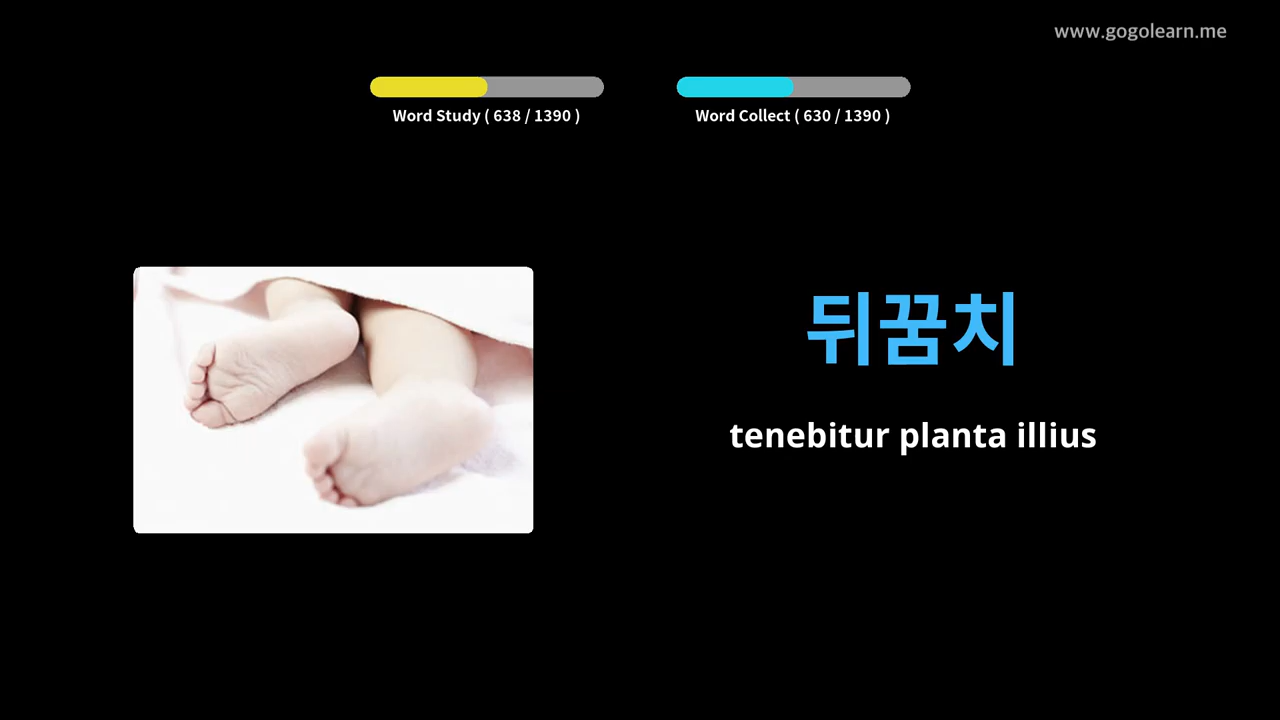 www.gogolearn.me
Word Study ( 638 / 1390 )
Word Collect ( 630 / 1390 )
뒤꿈치
tenebitur planta illius